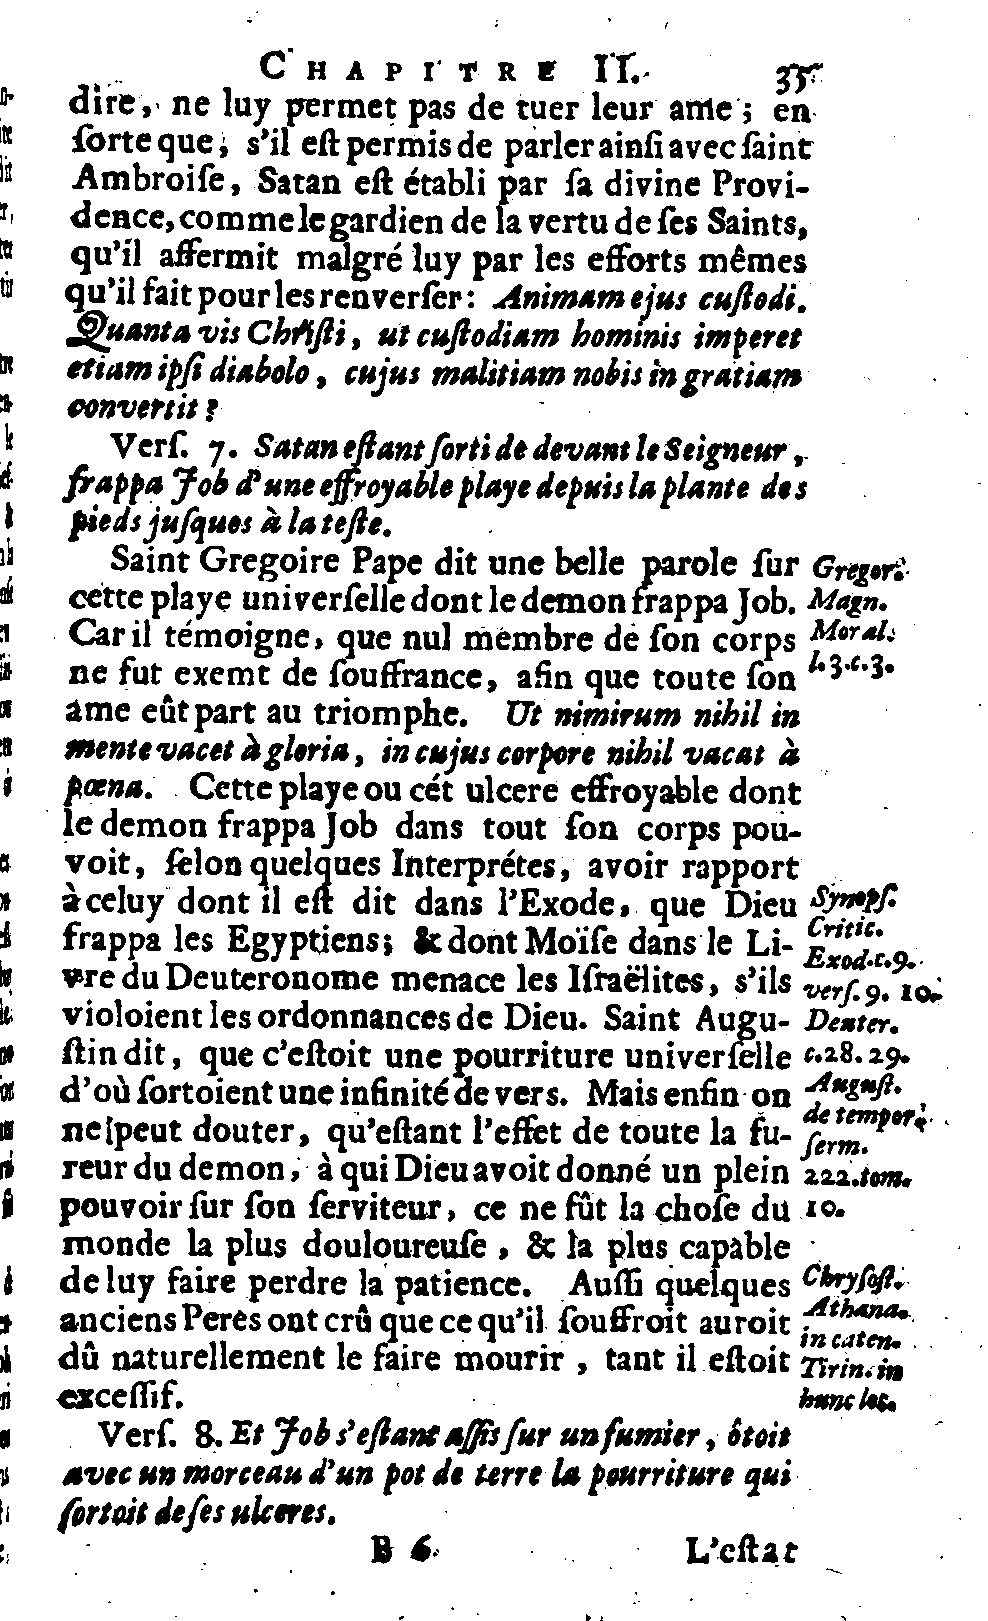 CHAPITRE II. 35
dire, ne luy permet pas de tuer leur ame ; en
ſorte que, s'il eſt permis de parler ainſi avec ſaint
Ambroiſe, Satan eſt établi par ſa divine Provi-
dence, comme le gardien de la vertu de ſes Saints,
qu'il affermit malgré luy par les efforts mêmes
qu'il fait pour les renverſer : Animam ejus cuſtodi.
Quanta vis Chriſti, ut cuſtodiam hominis imperet
etiam ipſi diabolo, cujus malitiam nobis in gratiam
convertit ?
Verſ. 7. Satan eſtant ſorti de devant le Seigneur,
frappa Job d'une effroyable playe depuis la plante des
pieds juſques à la teſte.
Saint Gregoire Pape dit une belle parole ſur
cette playe univerſelle dont le demon frappa Job.
Car il témoigne, que nul membre de ſon corps
ne fut exemt de ſouffrance, afin que toute ſon
ame eût part au triomphe. Ut nimirum nihil in
mente vacet à gloria, in cujus corpore nihil vacat à
pœna. Cette playe ou cét ulcere effroyable dont
le demon frappa Job dans tout ſon corps pou-
voit, ſelon quelques Interprétes, avoir rapport
à celuy dont il eſt dit dans l'Exode, que Dieu
frappa les Egyptiens ; & dont Moïſe dans le Li-
vre du Deuteronome menace les Iſraëlites, s'ils
violoient les ordonnances de Dieu. Saint Augu-
ſtin dit, que c'eſtoit une pourriture univerſelle
d'où ſortoient une infinité de vers. Mais enfin on
ne peut douter, qu'eſtant l'effet de toute la fu-
reur du demon, à qui Dieu avoit donné un plein
pouvoir ſur ſon ſerviteur, ce ne fût la choſe du
monde la plus douloureuſe, & la plus capable
de luy faire perdre la patience. Auſſi quelques
anciens Peres ont crû que ce qu'il ſouffroit auroit
dû naturellement le faire mourir, tant il eſtoit
exceſſif.
Verſ. 8. Et Job s'eſtant aſſis ſur un fumier, ôtoit
avec un morceau d'un pot de terre la pourriture qui
ſortoit de ſes ulceres.
B 6 L'eſtat
Gregor.
Magn.
Moral.
l.3.c.3.
Synopſ.
Critic.
Exod.c.9.
verſ.9. 10.
Deuter.
c.28. 29.
Auguſt.
de tempor.
ſerm.
222.tom.
10.
Chryſoſt.
Athana.
in caten.
Tirin. in
hunc loc.